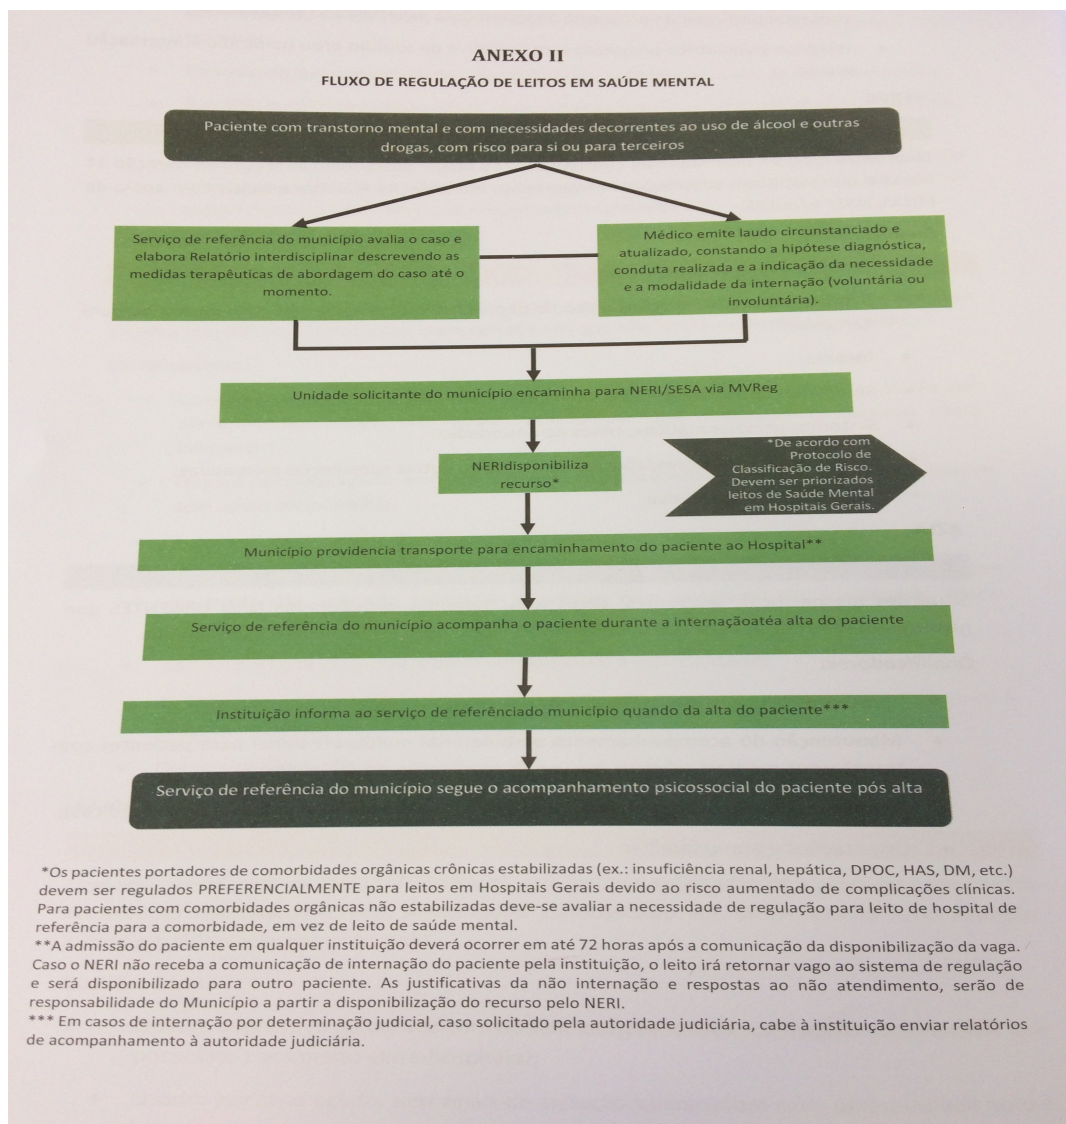 ANEXO II
FLUXO DE REGULAÇÃO DE LEITOS EM SAÚDE MENTAL
Paciente com transtorno mental e com necessidades decorrentes ao uso de álcool e outras
drogas, com risco para si ou para terceiros
Serviço de referência do município avalia o caso e
elabora Relatório interdisciplinar descrevendo as
medidas terapêuticas de abordagem do caso até o
momento.
Médico emite laudo circunstanciado e
atualizado, constando a hipótese diagnóstica,
conduta realizada e a indicação da necessidade
e a modalidade da internação (voluntária ou
involuntária).
Unidade solicitante do município encaminha para NERI/SESA via MVReg
NERIdisponibiliza
recurso*
*De acordo com
Protocolo de
Classificação de Risco.
Devem ser priorizados
leitos de Saúde Mental
em Hospitais Gerais.
Município providencia transporte para encaminhamento do paciente ao Hospital**
Serviço de referência do município acompanha o paciente durante a internaçãoatéa alta do paciente
Instituição informa ao serviço de referênciado município quando da alta do paciente***
Serviço de referência do município segue o acompanhamento psicossocial do paciente pós alta
*Os pacientes portadores de comorbidades orgânicas crônicas estabilizadas (ex.: insuficiência renal, hepática, DPOC, HAS, DM, etc.)
devem ser regulados PREFERENCIALMENTE para leitos em Hospitais Gerais devido ao risco aumentado de complicações clínicas.
Para pacientes com comorbidades orgânicas não estabilizadas deve-se avaliar a necessidade de regulação para leito de hospital de
referência para a comorbidade, em vez de leito de saúde mental.
**A admissão do paciente em qualquer instituição deverá ocorrer em até 72 horas após a comunicação da disponibilização da vaga.
Caso o NERI não receba a comunicação de internação do paciente pela instituição, o leito irá retornar vago ao sistema de regulação
e será disponibilizado para outro paciente. As justificativas da não internação e respostas ao não atendimento, serão de
responsabilidade do Município a partir a disponibilização do recurso pelo NERI.
*** Em casos de internação por determinação judicial, caso solicitado pela autoridade judiciária, cabe à instituição enviar relatórios
de acompanhamento à autoridade judiciária.